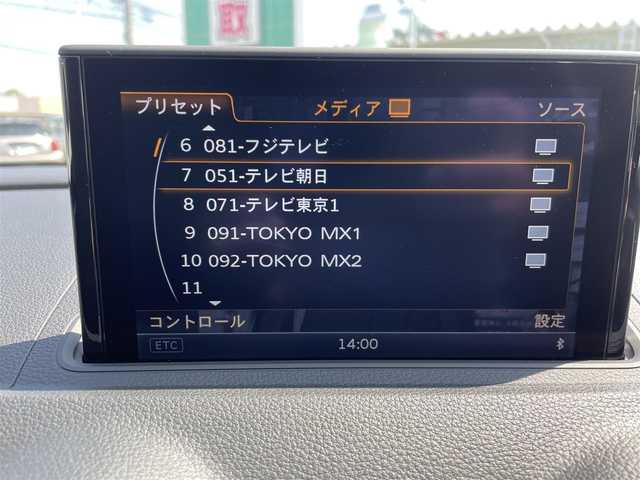 取
プリセット メディア ソース
6 081-フジテレビ
7 051-テレビ朝日
8 071-テレビ東京1
9 091-TOKYO MX1
10 092-TOKYO MX2
11
コントロール 設定
ETC 14:00